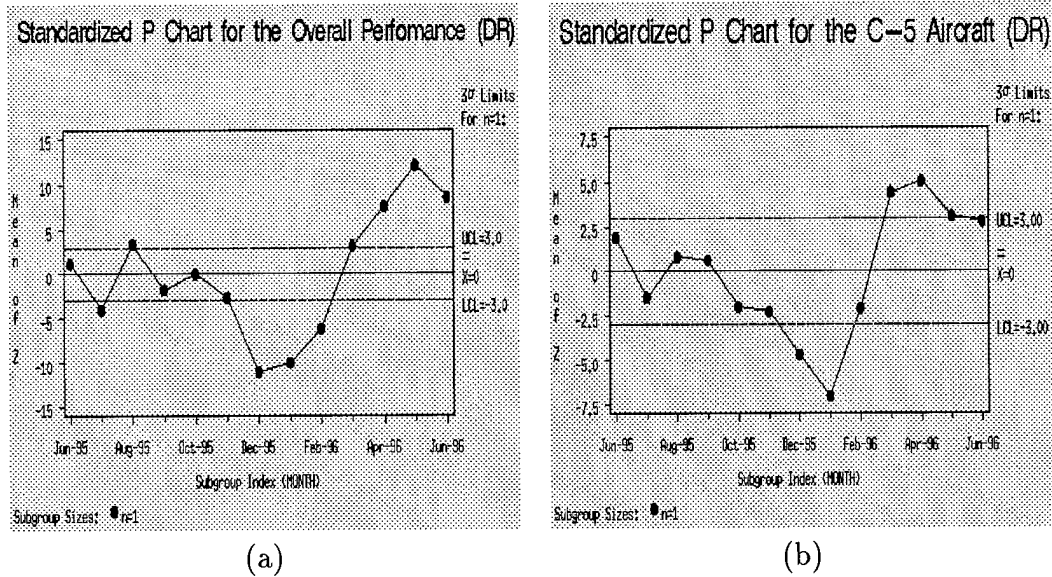 Standardized P Chart for the Overall Perfomance (DR)
3σ Limits
For n=1:
15
10
5
0
-5
-10
-15
Mean of Z
UCL=3.0
X=0
LCL=-3.0
Jun-95 Aug-95 Oct-95 Dec-95 Feb-96 Apr-96 Jun-96
Subgroup Index (MONTH)
Subgroup Sizes: n=1
(a)
Standardized P Chart for the C-5 Aircraft (DR)
3σ Limits
For n=1:
7.5
5.0
2.5
0
-2.5
-5.0
-7.5
Mean of Z
UCL=3.00
X=0
LCL=-3.00
Jun-95 Aug-95 Oct-95 Dec-95 Feb-96 Apr-96 Jun-96
Subgroup Index (MONTH)
Subgroup Sizes: n=1
(b)